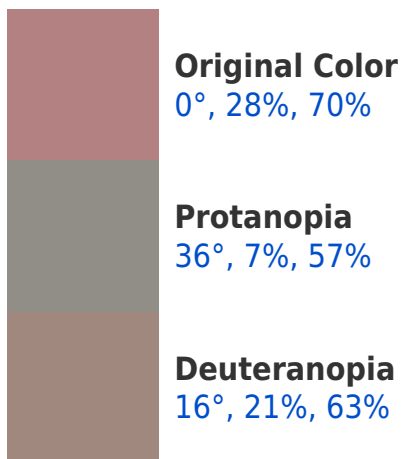 Original Color
0°, 28%, 70%
Protanopia
36°, 7%, 57%
Deuteranopia
16°, 21%, 63%